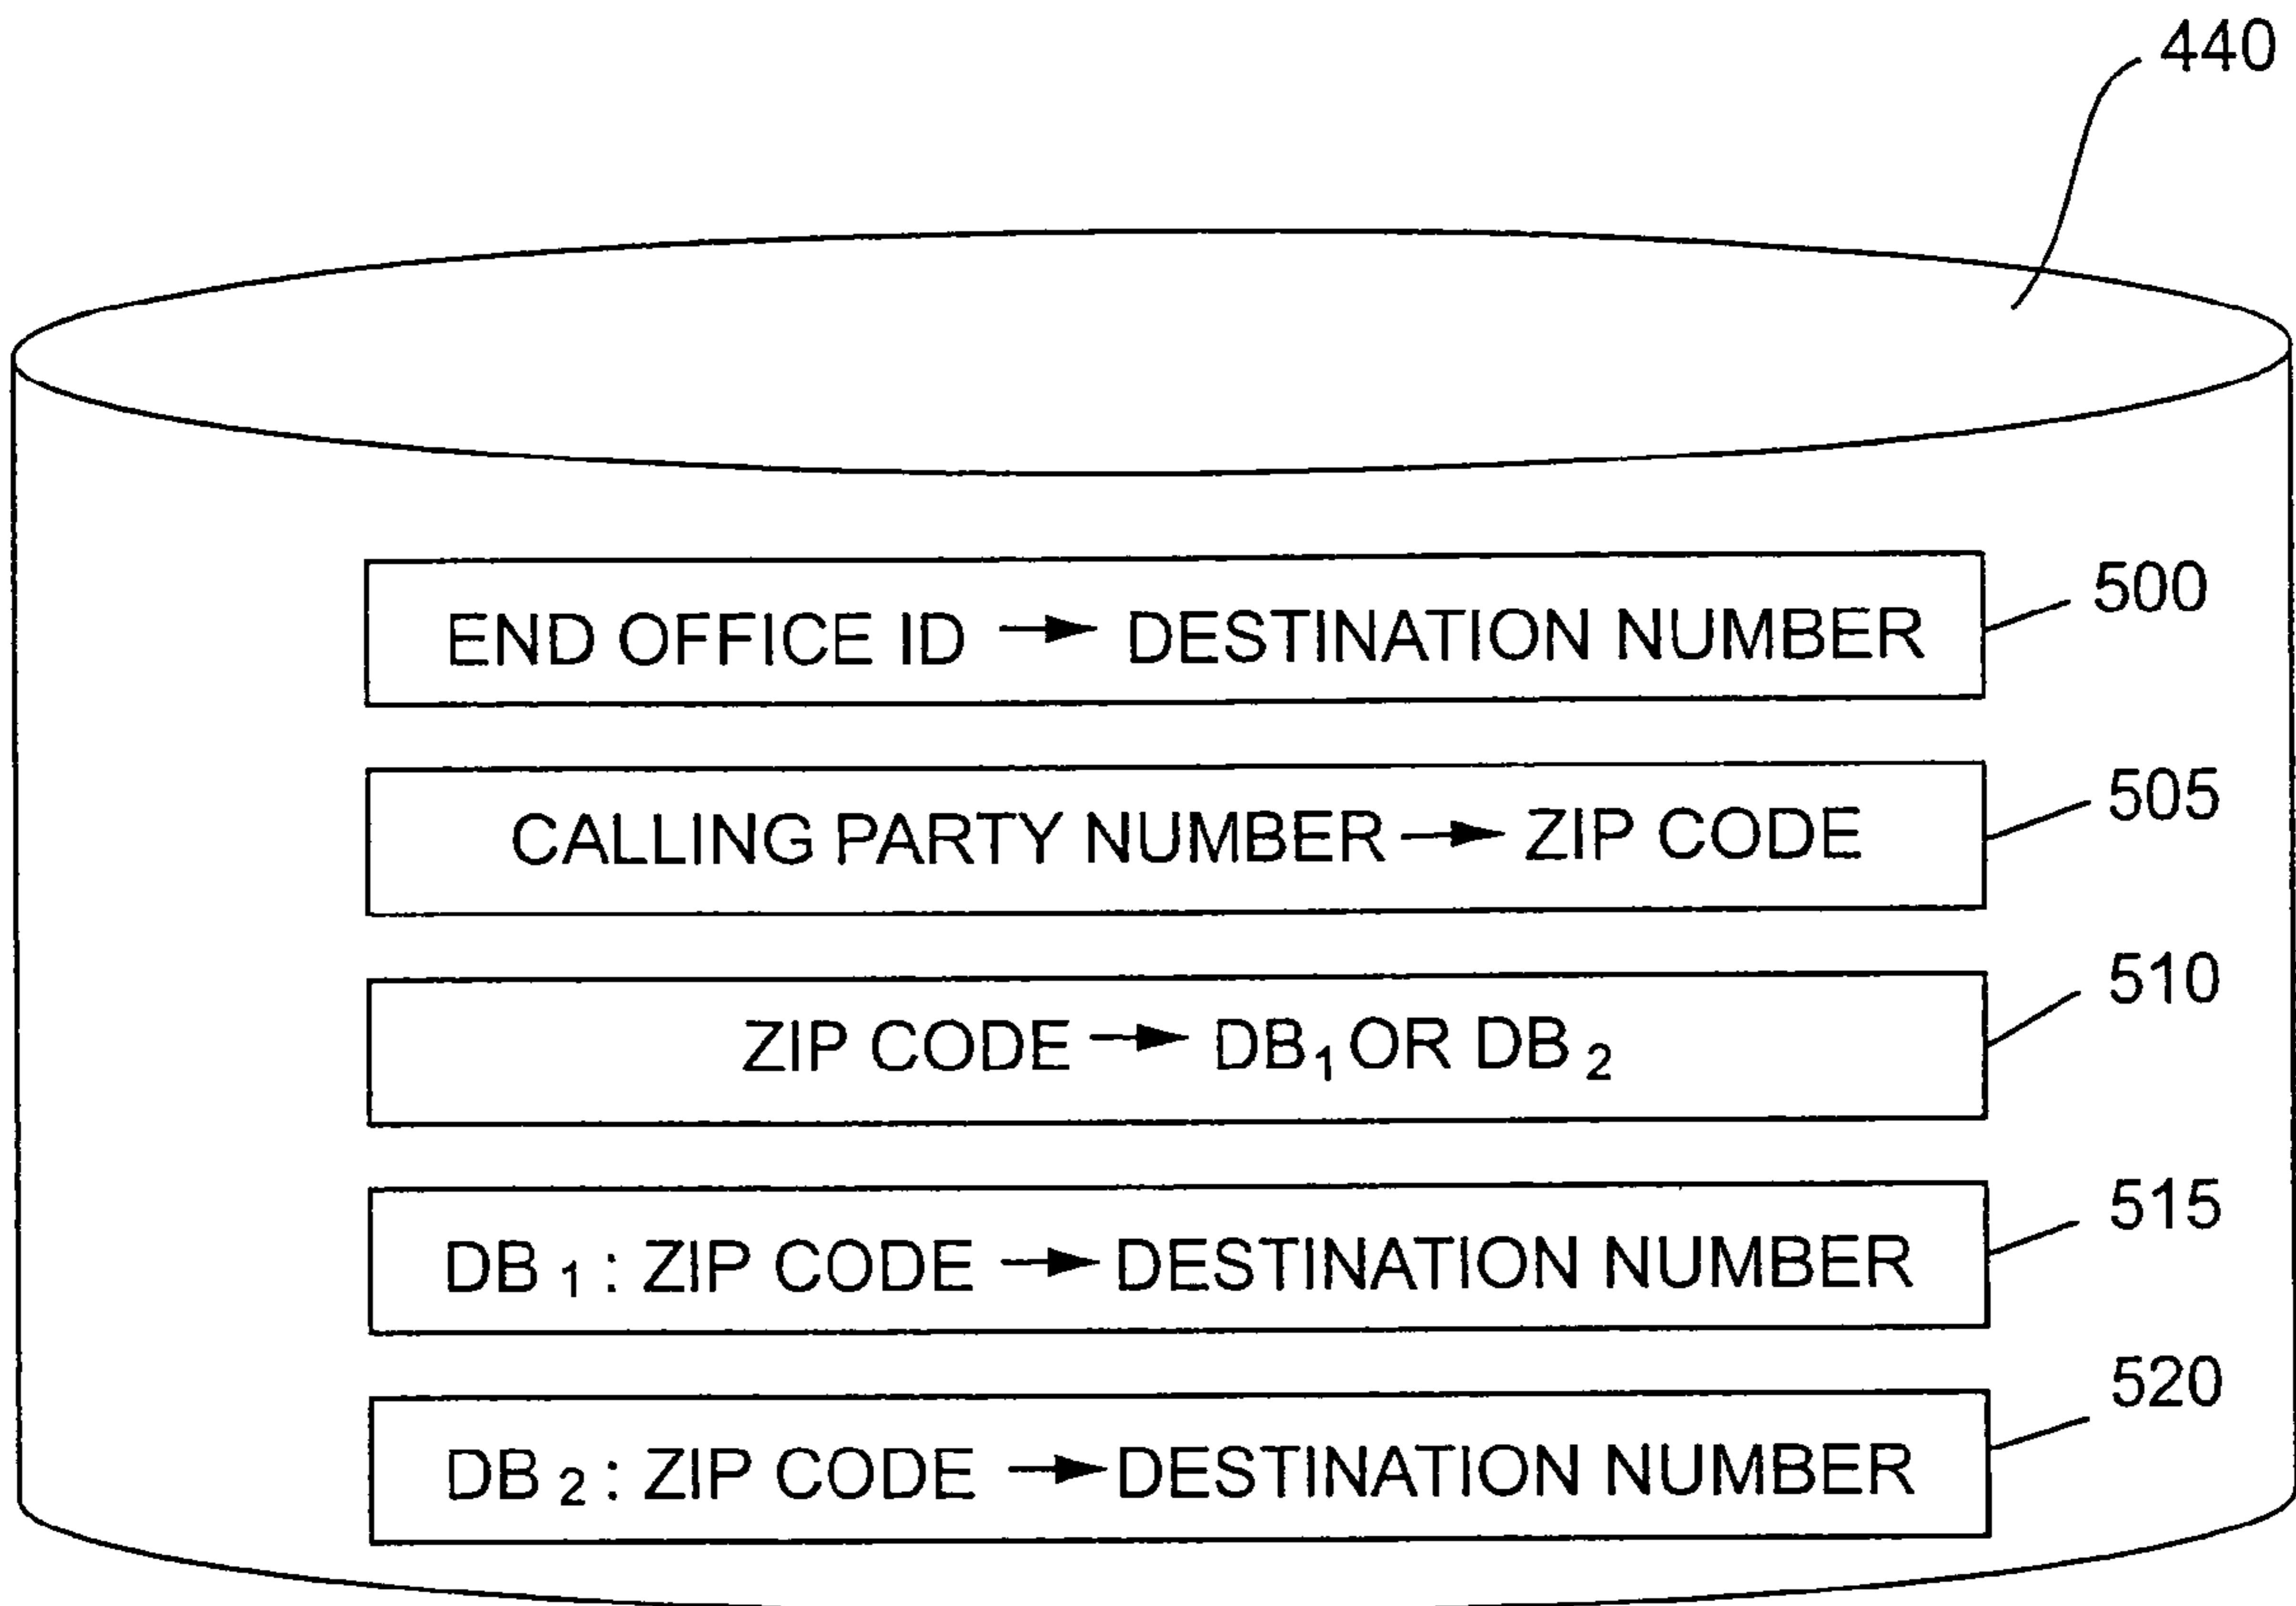 440
END OFFICE ID → DESTINATION NUMBER
500
CALLING PARTY NUMBER → ZIP CODE
505
ZIP CODE → DB₁ OR DB₂
510
DB₁ : ZIP CODE → DESTINATION NUMBER
515
DB₂ : ZIP CODE → DESTINATION NUMBER
520